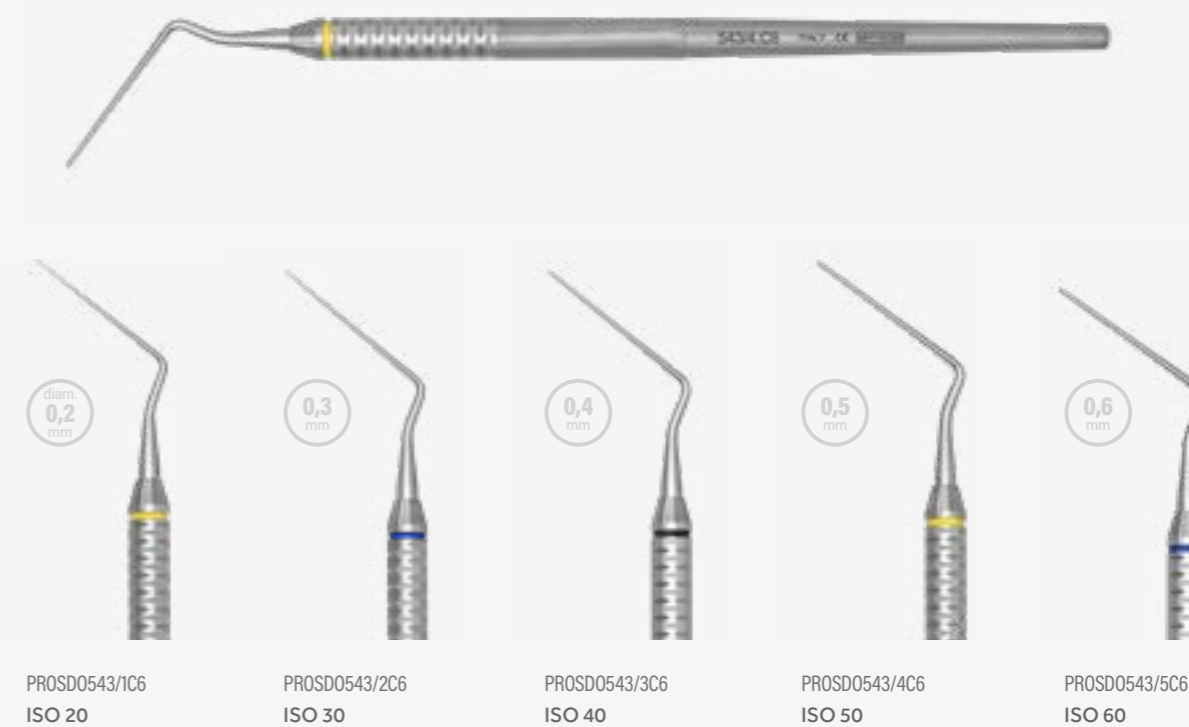 543/4 C6 ITALY CE
diam.
0,2
mm
0,3
mm
0,4
mm
0,5
mm
0,6
mm
PROSD0543/1C6
ISO 20
PROSD0543/2C6
ISO 30
PROSD0543/3C6
ISO 40
PROSD0543/4C6
ISO 50
PROSD0543/5C6
ISO 60